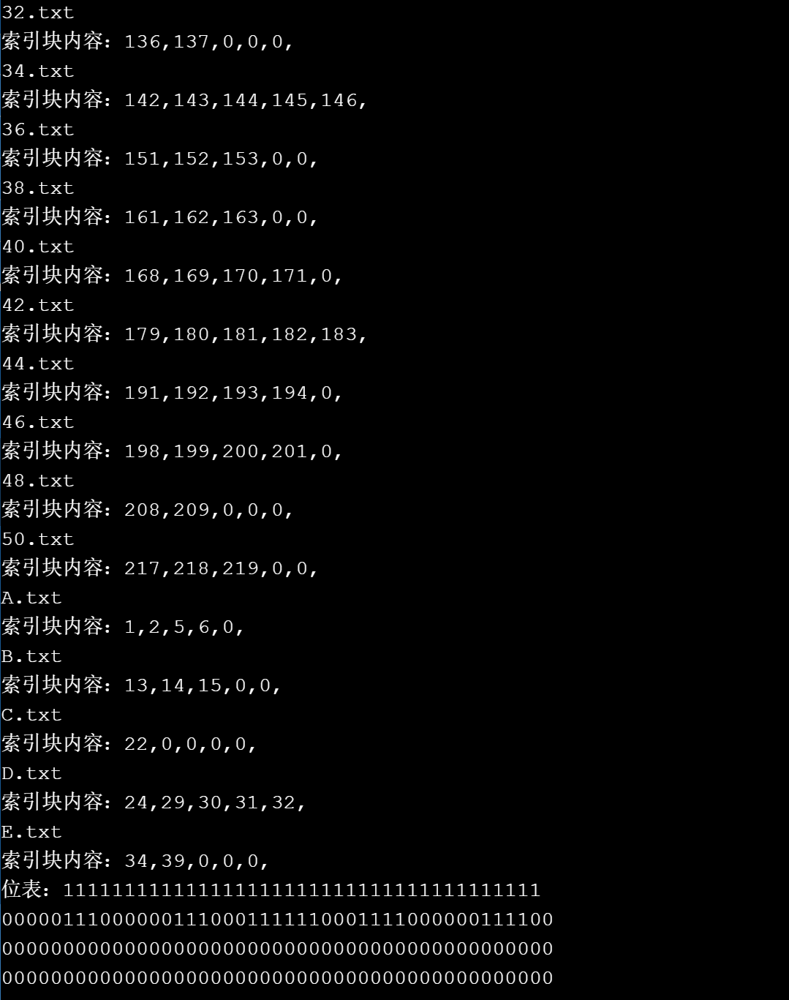 32.txt
索引块内容：136,137,0,0,0,
34.txt
索引块内容：142,143,144,145,146,
36.txt
索引块内容：151,152,153,0,0,
38.txt
索引块内容：161,162,163,0,0,
40.txt
索引块内容：168,169,170,171,0,
42.txt
索引块内容：179,180,181,182,183,
44.txt
索引块内容：191,192,193,194,0,
46.txt
索引块内容：198,199,200,201,0,
48.txt
索引块内容：208,209,0,0,0,
50.txt
索引块内容：217,218,219,0,0,
A.txt
索引块内容：1,2,5,6,0,
B.txt
索引块内容：13,14,15,0,0,
C.txt
索引块内容：22,0,0,0,0,
D.txt
索引块内容：24,29,30,31,32,
E.txt
索引块内容：34,39,0,0,0,
位表：111111111111111111111111111111111111111
000001110000001110001111110001111000000111100
000000000000000000000000000000000000000000000
000000000000000000000000000000000000000000000